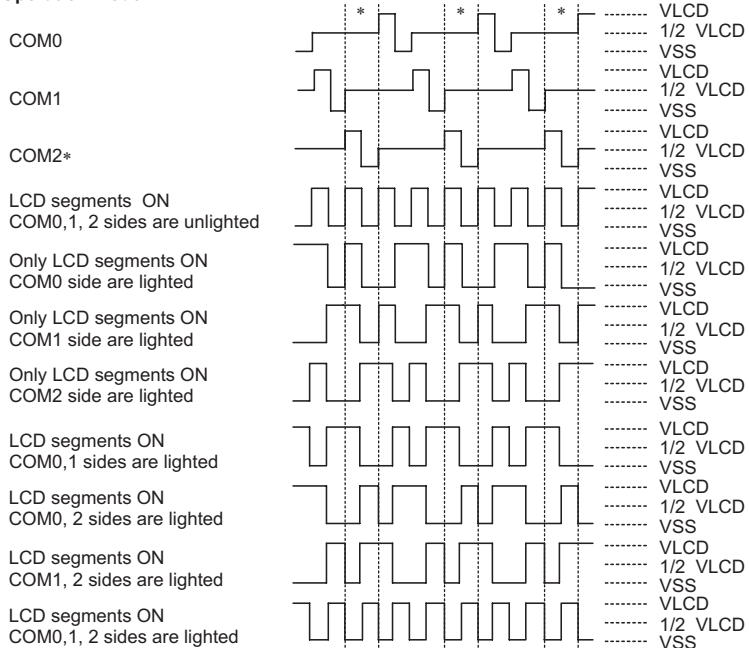 * * *
COM0
VLCD
1/2 VLCD
VSS
COM1
VLCD
1/2 VLCD
VSS
COM2*
VLCD
1/2 VLCD
VSS
LCD segments ON
COM0,1, 2 sides are unlighted
VLCD
1/2 VLCD
VSS
Only LCD segments ON
COM0 side are lighted
VLCD
1/2 VLCD
VSS
Only LCD segments ON
COM1 side are lighted
VLCD
1/2 VLCD
VSS
Only LCD segments ON
COM2 side are lighted
VLCD
1/2 VLCD
VSS
LCD segments ON
COM0,1 sides are lighted
VLCD
1/2 VLCD
VSS
LCD segments ON
COM0, 2 sides are lighted
VLCD
1/2 VLCD
VSS
LCD segments ON
COM1, 2 sides are lighted
VLCD
1/2 VLCD
VSS
LCD segments ON
COM0,1, 2 sides are lighted
VLCD
1/2 VLCD
VSS